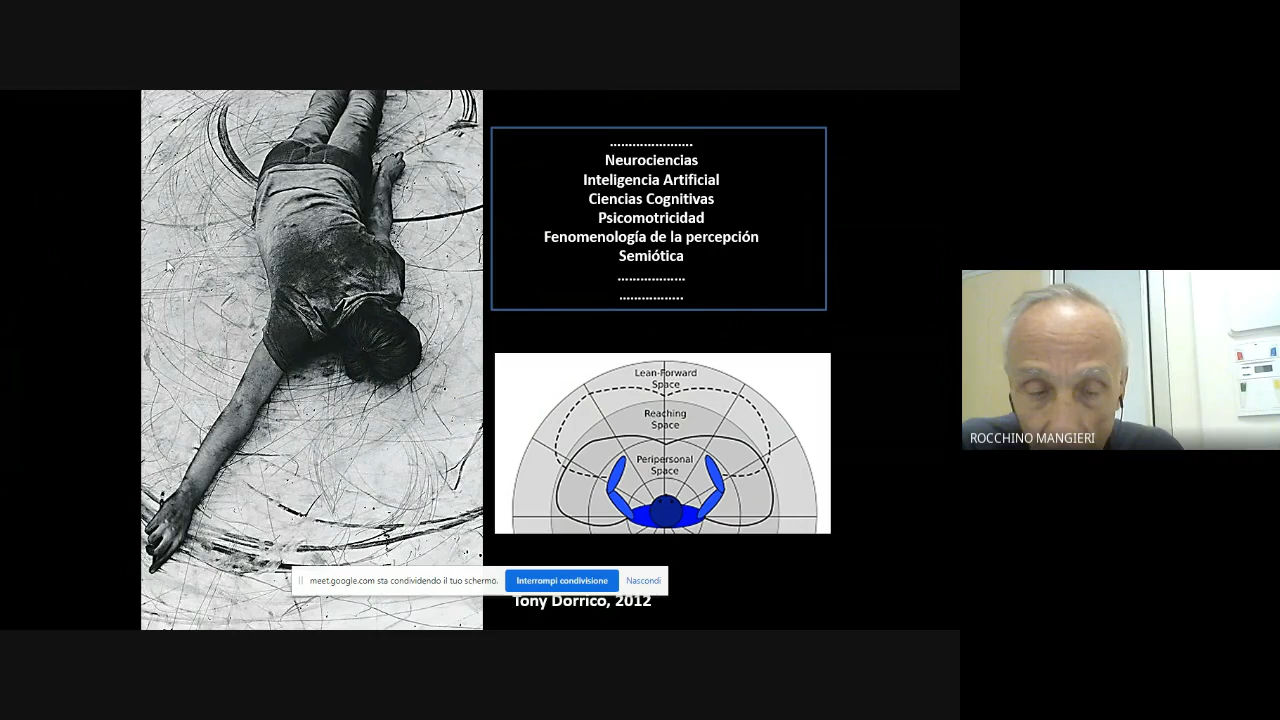 .....................
Neurociencias
Inteligencia Artificial
Ciencias Cognitivas
Psicomotricidad
Fenomenología de la percepción
Semiótica
.................
................
Lean-Forward
Space
Reaching
Space
Peripersonal
Space
meet.google.com sta condividendo il tuo schermo.
Interrompi condivisione
Nascondi
Tony Dorrico, 2012
ROCCHINO MANGIERI